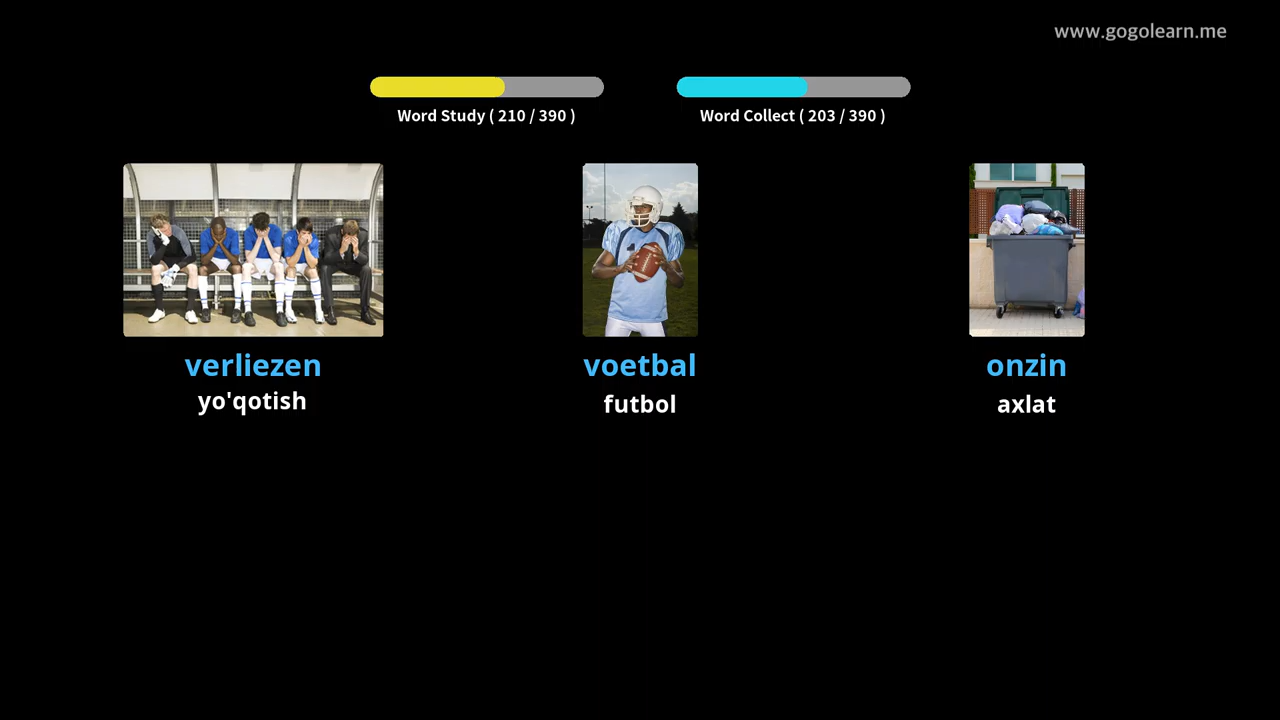 www.gogolearn.me
Word Study ( 210 / 390 )
Word Collect ( 203 / 390 )
verliezen
yo'qotish
voetbal
futbol
onzin
axlat